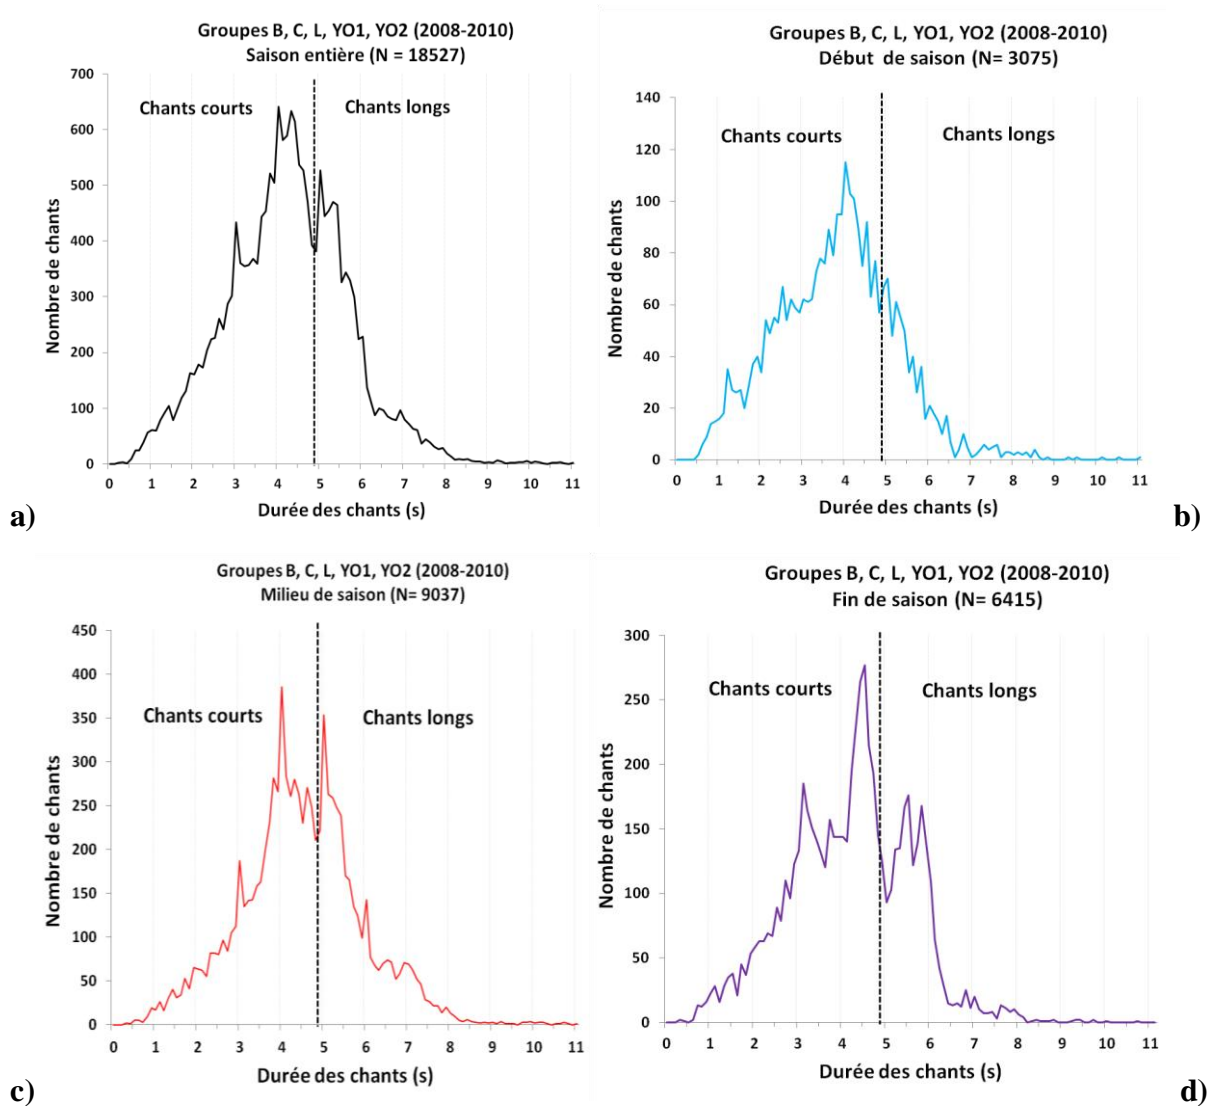 Groupes B, C, L, YO1, YO2 (2008-2010)
Saison entière (N = 18527)
700
600
500
400
300
200
100
0
Nombre de chants
Chants courts
Chants longs
0 1 2 3 4 5 6 7 8 9 10 11
Durée des chants (s)
a)
Groupes B, C, L, YO1, YO2 (2008-2010)
Début de saison (N= 3075)
140
120
100
80
60
40
20
0
Nombre de chants
Chants courts
Chants longs
0 1 2 3 4 5 6 7 8 9 10 11
Durée des chants (s)
b)
Groupes B, C, L, YO1, YO2 (2008-2010)
Milieu de saison (N= 9037)
450
400
350
300
250
200
150
100
50
0
Nombre de chants
Chants courts
Chants longs
0 1 2 3 4 5 6 7 8 9 10 11
Durée des chants (s)
c)
Groupes B, C, L, YO1, YO2 (2008-2010)
Fin de saison (N= 6415)
300
250
200
150
100
50
0
Nombre de chants
Chants courts
Chants longs
0 1 2 3 4 5 6 7 8 9 10 11
Durée des chants (s)
d)